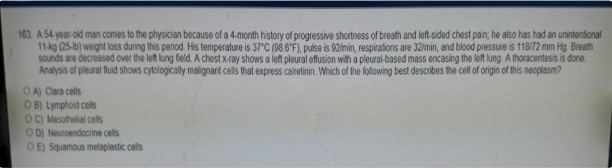 163. A 54-year-old man comes to the physician because of a 4-month history of progressive shortness of breath and left-sided chest pain; he also has had an unintentional
11-kg (25-lb) weight loss during this period. His temperature is 37°C (98.6°F), pulse is 92/min, respirations are 32/min, and blood pressure is 118/72 mm Hg. Breath
sounds are decreased over the left lung field. A chest x-ray shows a left pleural effusion with a pleural-based mass encasing the left lung. A thoracentesis is done.
Analysis of pleural fluid shows cytologically malignant cells that express calretinin. Which of the following best describes the cell of origin of this neoplasm?
A) Clara cells
B) Lymphoid cells
C) Mesothelial cells
D) Neuroendocrine cells
E) Squamous metaplastic cells